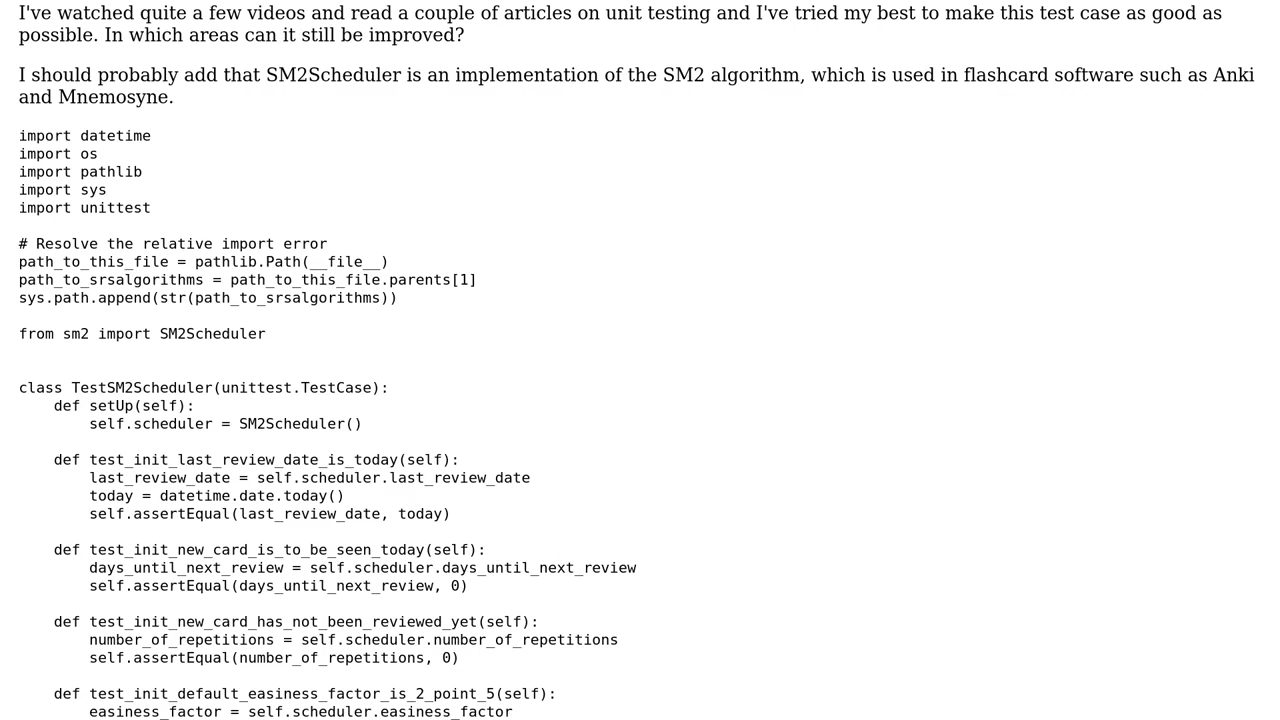 I've watched quite a few videos and read a couple of articles on unit testing and I've tried my best to make this test case as good as
possible. In which areas can it still be improved?
I should probably add that SM2Scheduler is an implementation of the SM2 algorithm, which is used in flashcard software such as Anki
and Mnemosyne.
import datetime
import os
import pathlib
import sys
import unittest
# Resolve the relative import error
path_to_this_file = pathlib.Path(__file__)
path_to_srsalgorithms = path_to_this_file.parents[1]
sys.path.append(str(path_to_srsalgorithms))
from sm2 import SM2Scheduler
class TestSM2Scheduler(unittest.TestCase):
    def setUp(self):
        self.scheduler = SM2Scheduler()
    def test_init_last_review_date_is_today(self):
        last_review_date = self.scheduler.last_review_date
        today = datetime.date.today()
        self.assertEqual(last_review_date, today)
    def test_init_new_card_is_to_be_seen_today(self):
        days_until_next_review = self.scheduler.days_until_next_review
        self.assertEqual(days_until_next_review, 0)
    def test_init_new_card_has_not_been_reviewed_yet(self):
        number_of_repetitions = self.scheduler.number_of_repetitions
        self.assertEqual(number_of_repetitions, 0)
    def test_init_default_easiness_factor_is_2_point_5(self):
        easiness_factor = self.scheduler.easiness_factor